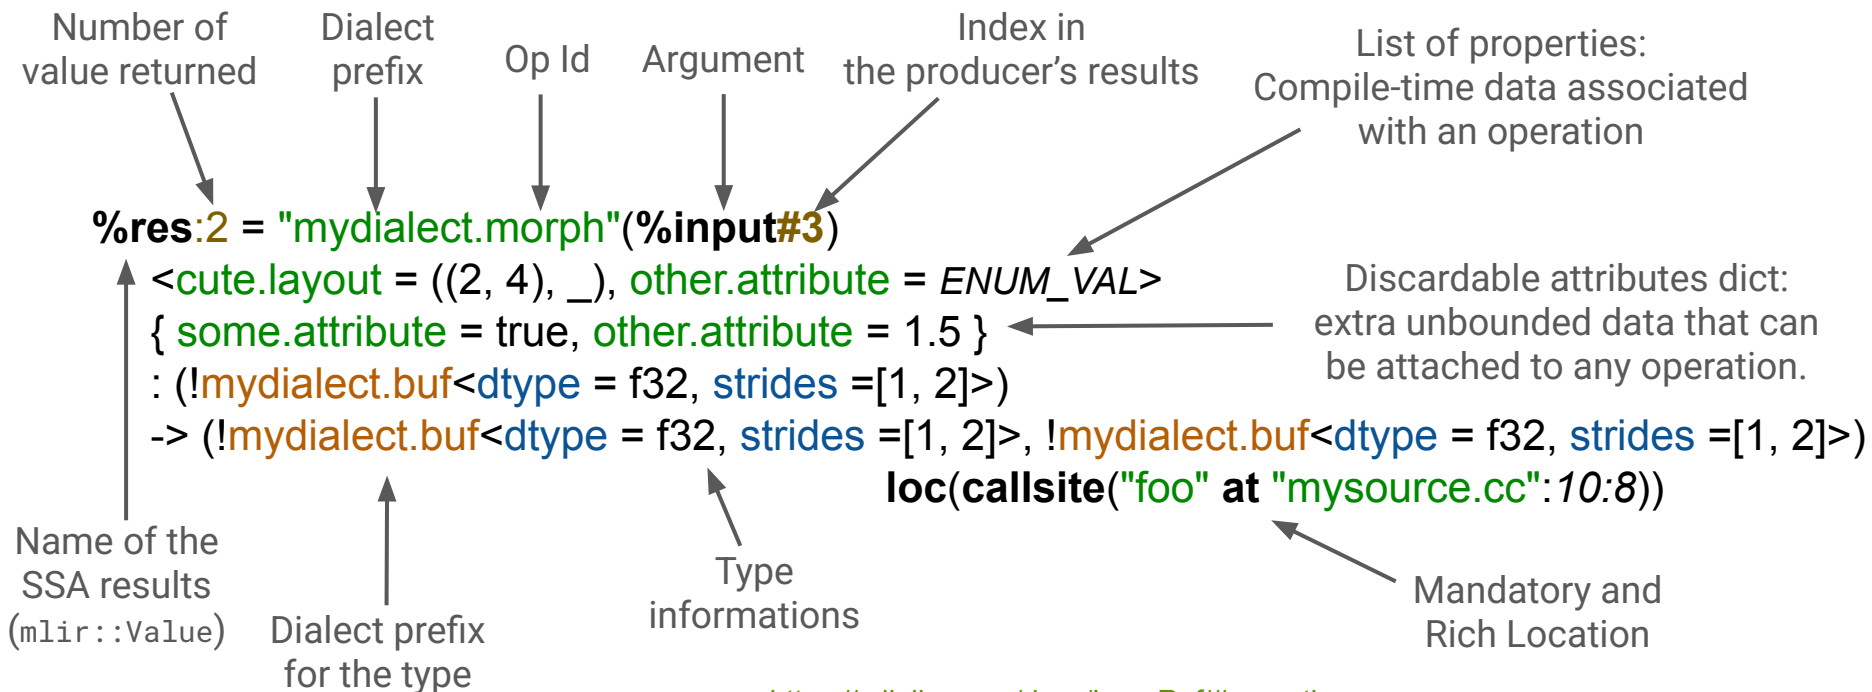 Number of
value returned
Dialect
prefix
Op Id
Argument
Index in
the producer's results
List of properties:
Compile-time data associated
with an operation
%res:2 = "mydialect.morph"(%input#3)
<cute.layout = ((2, 4), _), other.attribute = ENUM_VAL>
{ some.attribute = true, other.attribute = 1.5 }
: (!mydialect.buf<dtype = f32, strides =[1, 2]>)
-> (!mydialect.buf<dtype = f32, strides =[1, 2]>, !mydialect.buf<dtype = f32, strides =[1, 2]>)
loc(callsite("foo" at "mysource.cc":10:8))
Discardable attributes dict:
extra unbounded data that can
be attached to any operation.
Name of the
SSA results
(mlir::Value)
Dialect prefix
for the type
Type
informations
Mandatory and
Rich Location